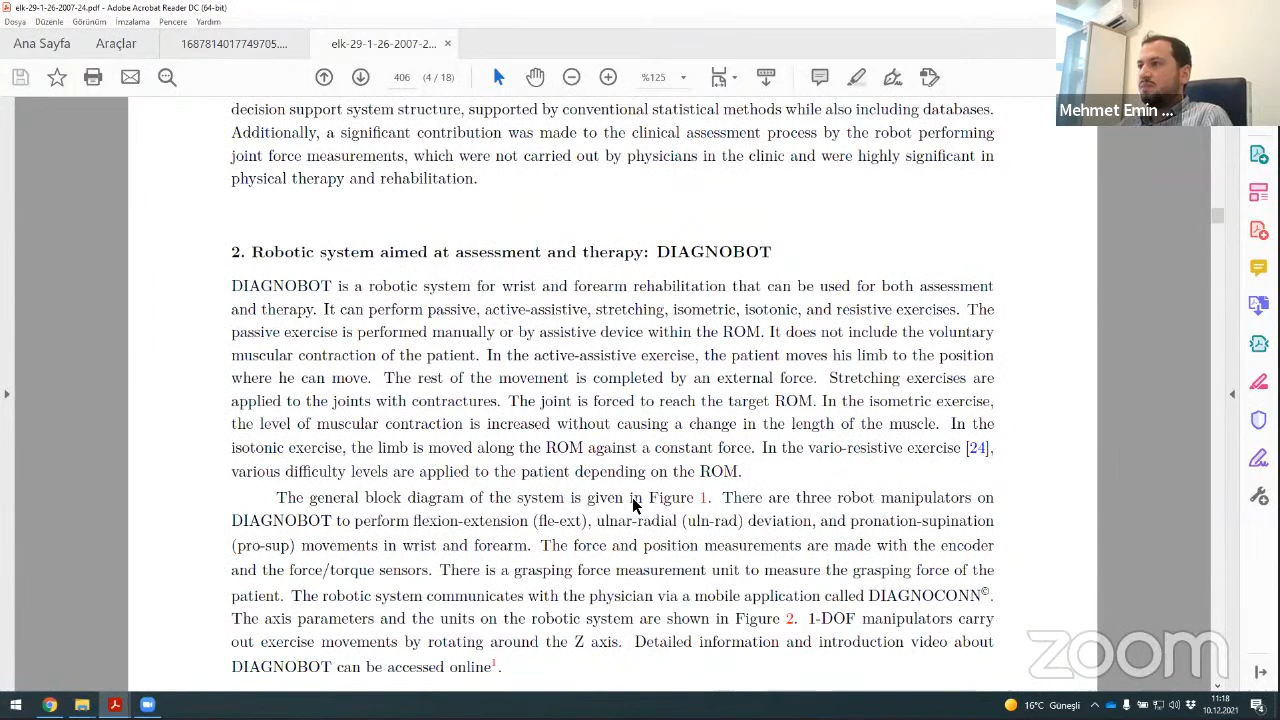 elk-29-1-26-2007-24.pdf - Adobe Acrobat Reader DC (64-bit)
Dosya Düzenle Görünüm İmzalama Pencere Yardım
Ana Sayfa Araçlar 1687814017749705.... elk-29-1-26-2007-2... ×
406 (4 / 18) %125
Mehmet Emin ...
decision support system structure, supported by conventional statistical methods while also including databases.
Additionally, a significant contribution was made to the clinical assessment process by the robot performing
joint force measurements, which were not carried out by physicians in the clinic and were highly significant in
physical therapy and rehabilitation.
2. Robotic system aimed at assessment and therapy: DIAGNOBOT
DIAGNOBOT is a robotic system for wrist and forearm rehabilitation that can be used for both assessment
and therapy. It can perform passive, active-assistive, stretching, isometric, isotonic, and resistive exercises. The
passive exercise is performed manually or by assistive device within the ROM. It does not include the voluntary
muscular contraction of the patient. In the active-assistive exercise, the patient moves his limb to the position
where he can move. The rest of the movement is completed by an external force. Stretching exercises are
applied to the joints with contractures. The joint is forced to reach the target ROM. In the isometric exercise,
the level of muscular contraction is increased without causing a change in the length of the muscle. In the
isotonic exercise, the limb is moved along the ROM against a constant force. In the vario-resistive exercise [24],
various difficulty levels are applied to the patient depending on the ROM.
The general block diagram of the system is given in Figure 1. There are three robot manipulators on
DIAGNOBOT to perform flexion-extension (fle-ext), ulnar-radial (uln-rad) deviation, and pronation-supination
(pro-sup) movements in wrist and forearm. The force and position measurements are made with the encoder
and the force/torque sensors. There is a grasping force measurement unit to measure the grasping force of the
patient. The robotic system communicates with the physician via a mobile application called DIAGNOCONN©.
The axis parameters and the units on the robotic system are shown in Figure 2. 1-DOF manipulators carry
out exercise movements by rotating around the Z axis. Detailed information and introduction video about
DIAGNOBOT can be accessed online1.
zoom
16°C Güneşli
11:18
10.12.2021
4